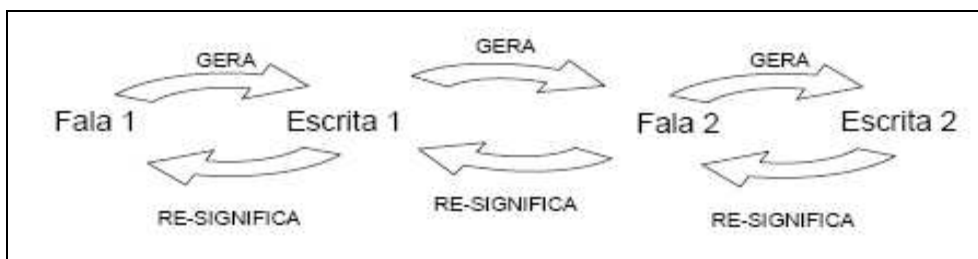 GERA GERA GERA
Fala 1 Escrita 1 Fala 2 Escrita 2
RE-SIGNIFICA RE-SIGNIFICA RE-SIGNIFICA